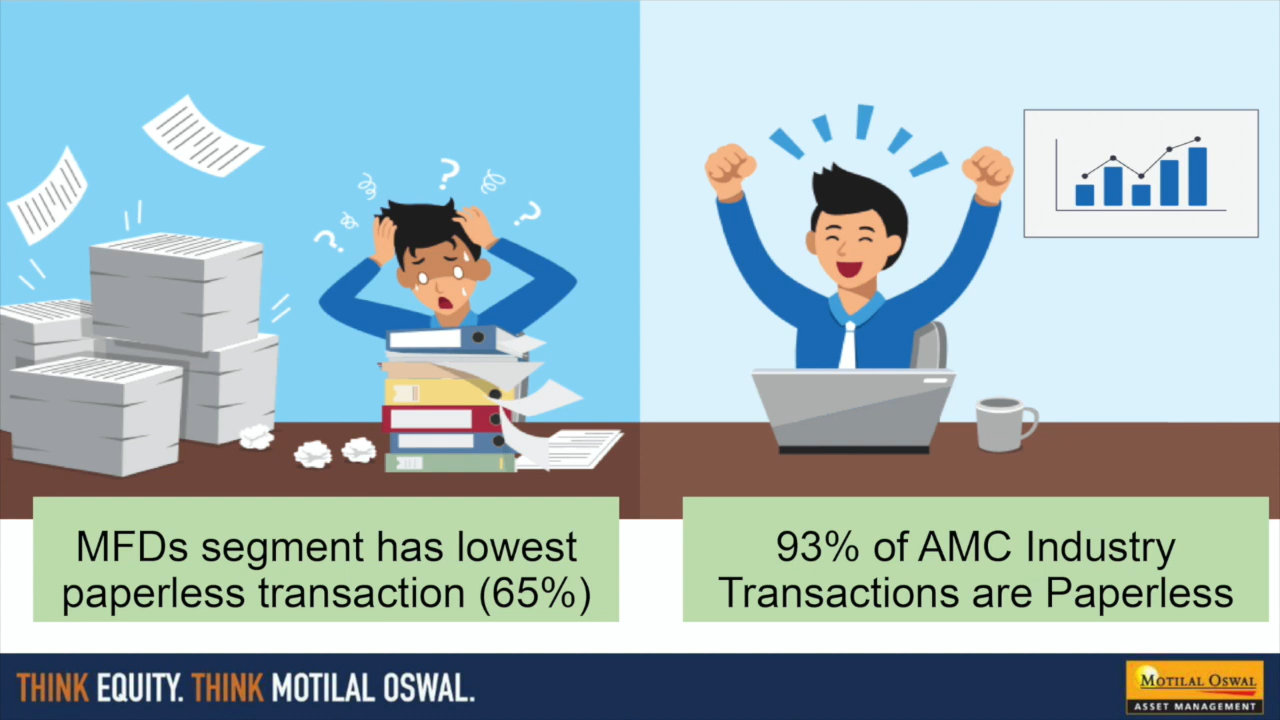 MFDs segment has lowest
paperless transaction (65%)
93% of AMC Industry
Transactions are Paperless
THINK EQUITY. THINK MOTILAL OSWAL.
MOTILAL OSWAL
ASSET MANAGEMENT